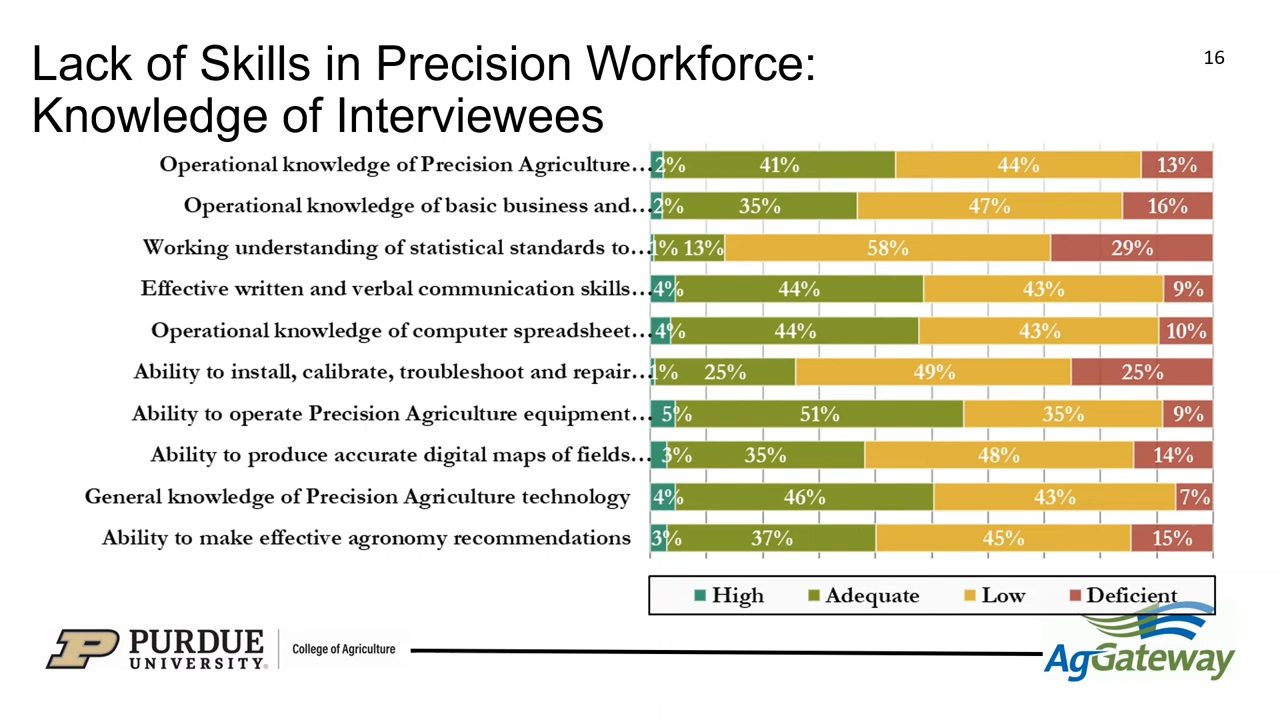 Lack of Skills in Precision Workforce:
16
Knowledge of Interviewees
Operational knowledge of Precision Agriculture… 2% 41% 44% 13%
Operational knowledge of basic business and… 2% 35% 47% 16%
Working understanding of statistical standards to… 1% 13% 58% 29%
Effective written and verbal communication skills… 4% 44% 43% 9%
Operational knowledge of computer spreadsheet… 4% 44% 43% 10%
Ability to install, calibrate, troubleshoot and repair… 1% 25% 49% 25%
Ability to operate Precision Agriculture equipment… 5% 51% 35% 9%
Ability to produce accurate digital maps of fields… 3% 35% 48% 14%
General knowledge of Precision Agriculture technology 4% 46% 43% 7%
Ability to make effective agronomy recommendations 3% 37% 45% 15%
High Adequate Low Deficient
P PURDUE
UNIVERSITY®
College of Agriculture
AgGateway